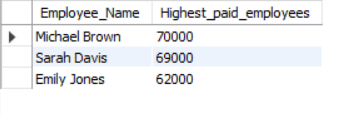 Employee_Name Highest_paid_employees
Michael Brown 70000
Sarah Davis 69000
Emily Jones 62000